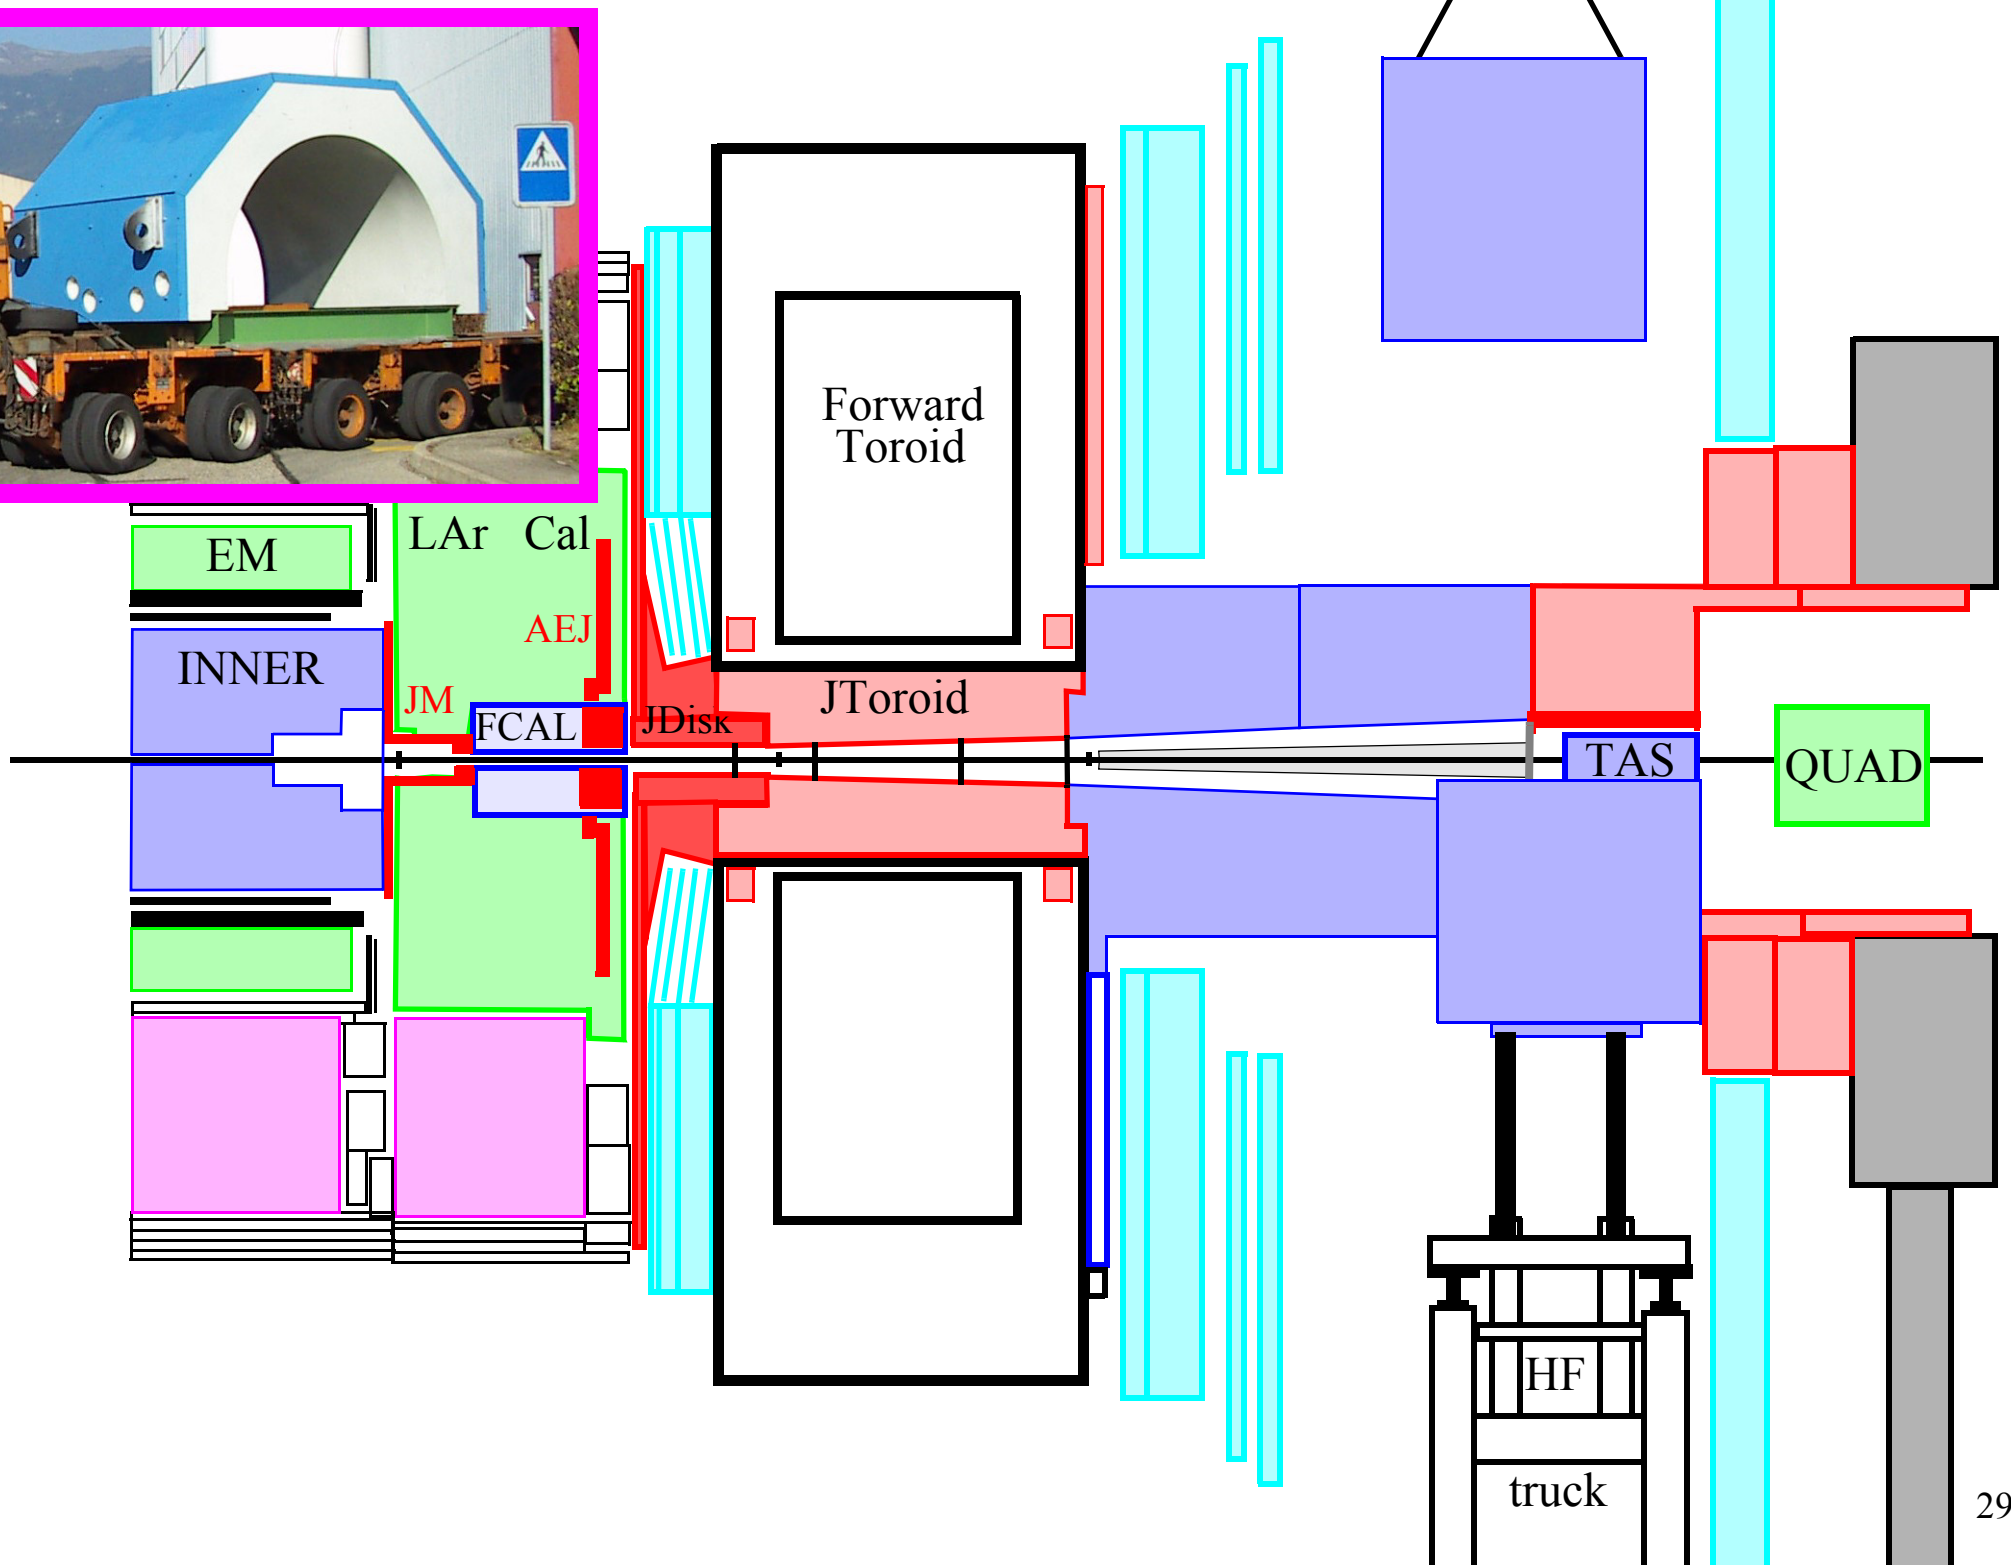 Forward
Toroid
LAr Cal
EM
AEJ
INNER
JM
JToroid
FCAL
JDisk
TAS
QUAD
HF
truck
29